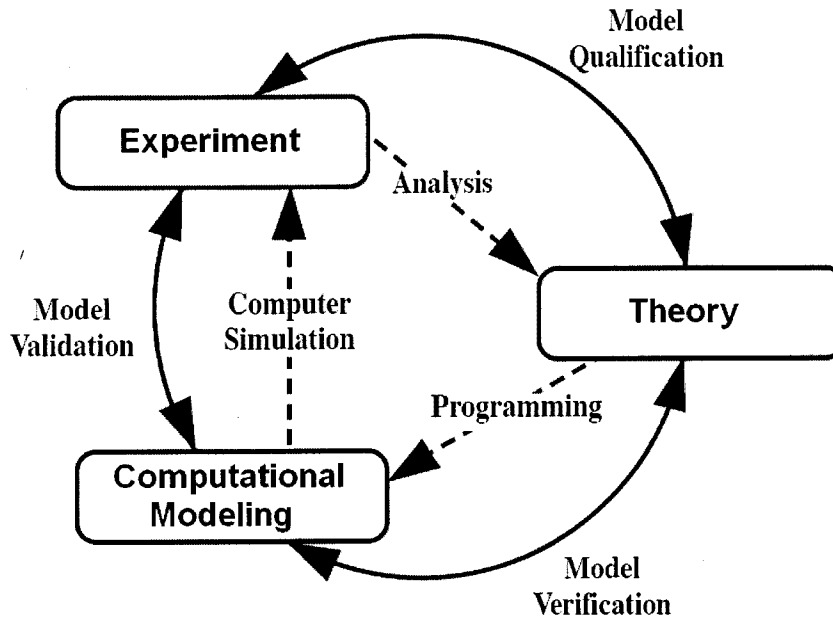 Model
Qualification
Experiment
Analysis
Model
Validation
Computer
Simulation
Theory
Programming
Computational
Modeling
Model
Verification